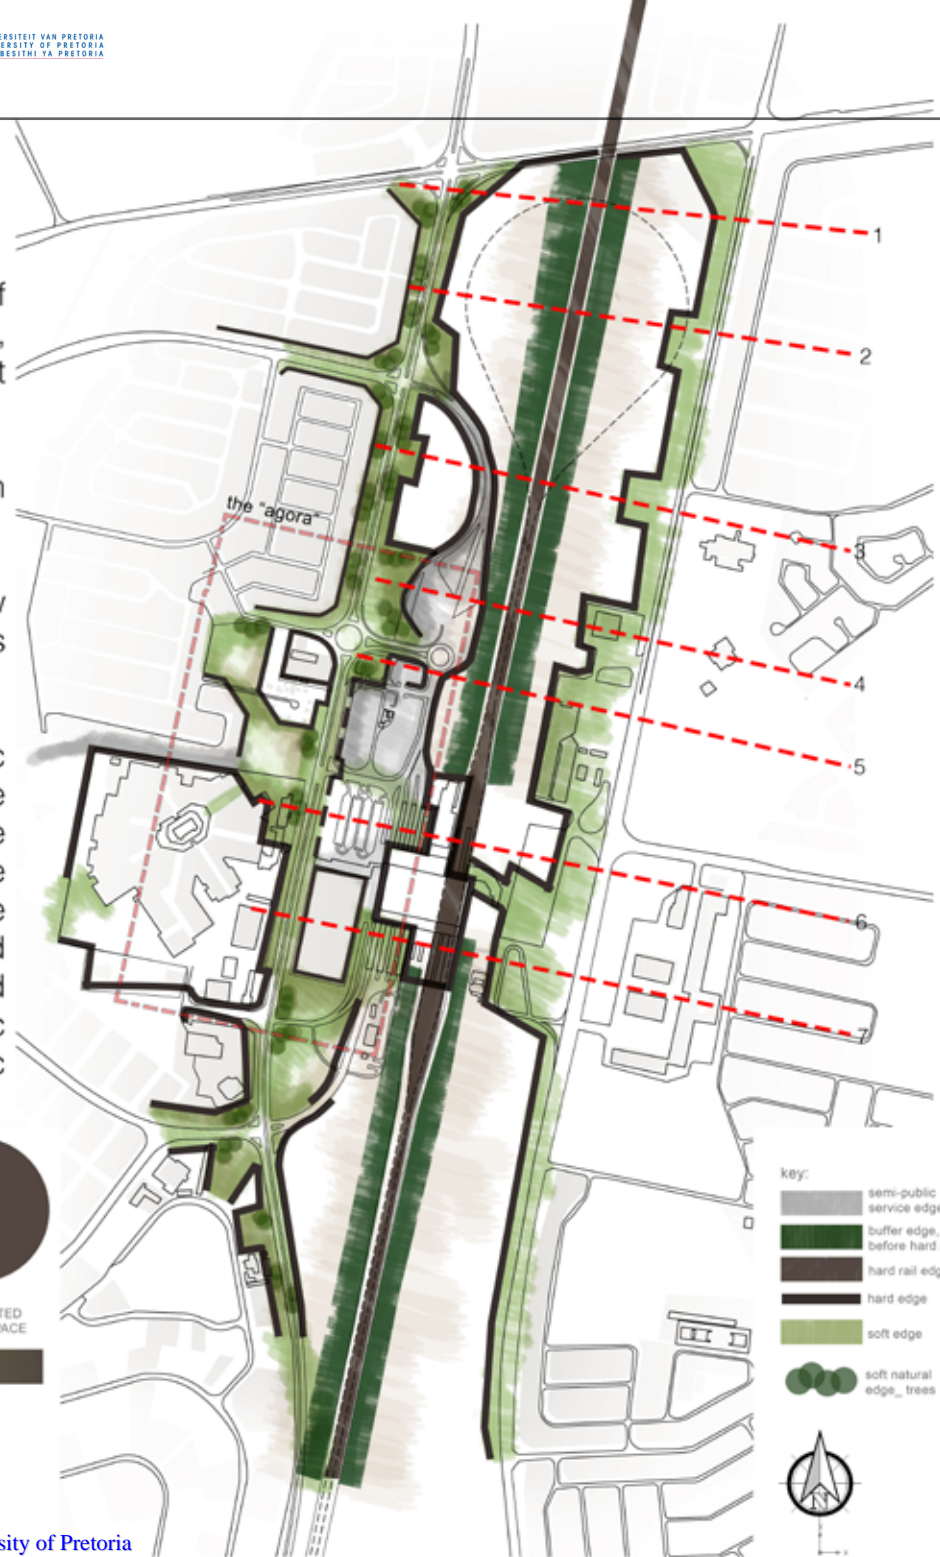 ERSITEIT VAN PRETORIA
ERSITY OF PRETORIA
BESITHI YA PRETORIA
1
2
the "agora"
3
4
5
6
7
key:
semi-public
service edge
buffer edge,
before hard
hard rail edg
hard edge
soft edge
soft natural
edge_ trees
N
TED
PACE
sity of Pretoria